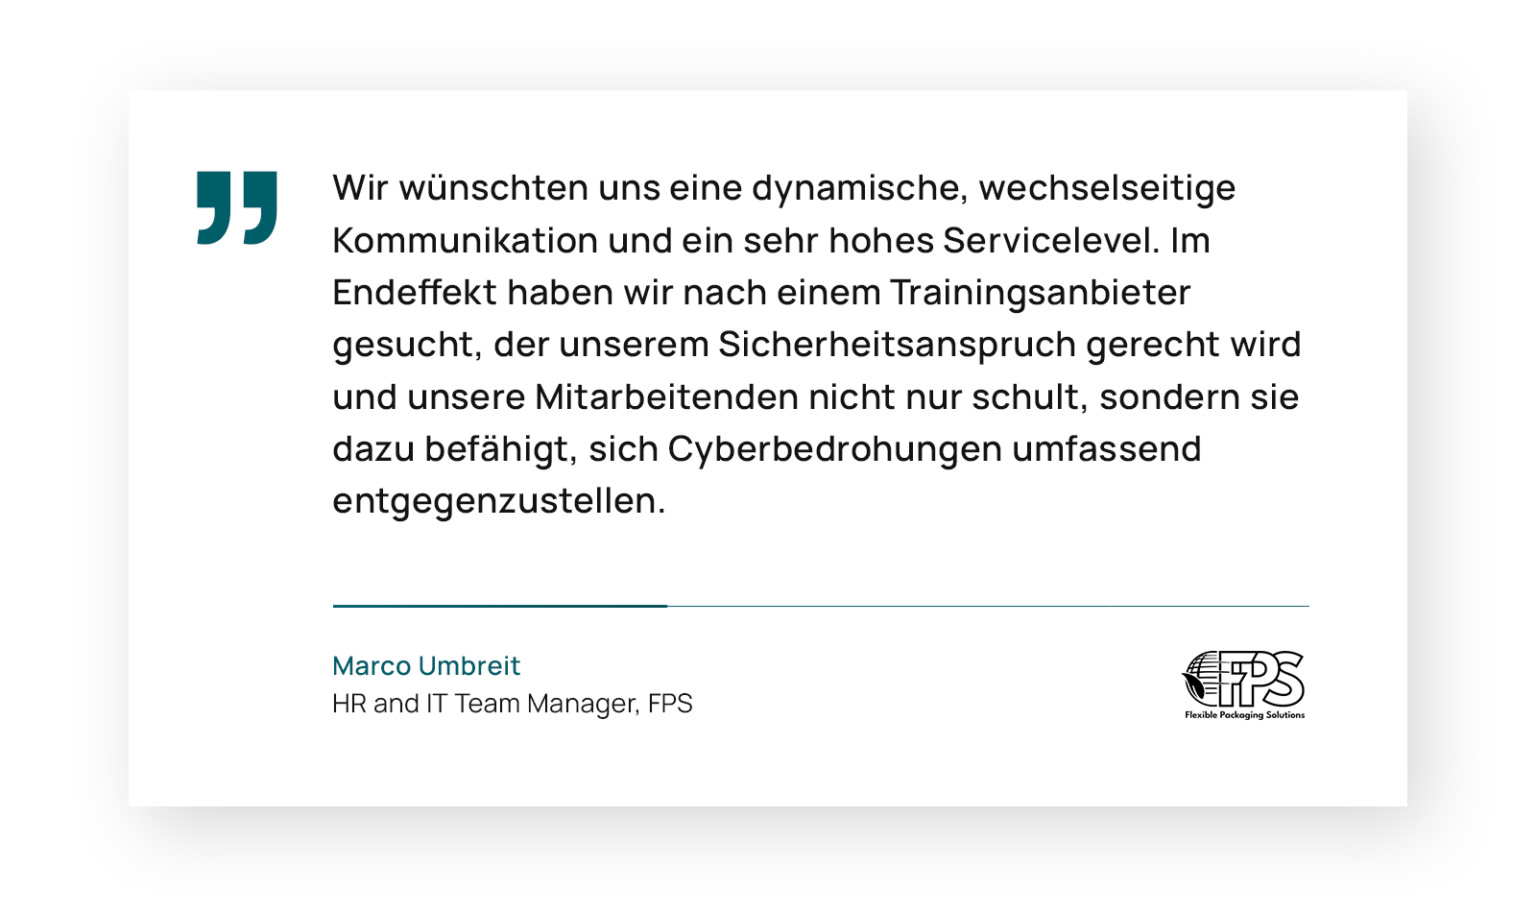 ”
Wir wünschten uns eine dynamische, wechselseitige
Kommunikation und ein sehr hohes Servicelevel. Im
Endeffekt haben wir nach einem Trainingsanbieter
gesucht, der unserem Sicherheitsanspruch gerecht wird
und unsere Mitarbeitenden nicht nur schult, sondern sie
dazu befähigt, sich Cyberbedrohungen umfassend
entgegenzustellen.
Marco Umbreit
HR and IT Team Manager, FPS
FPS
Flexible Packaging Solutions